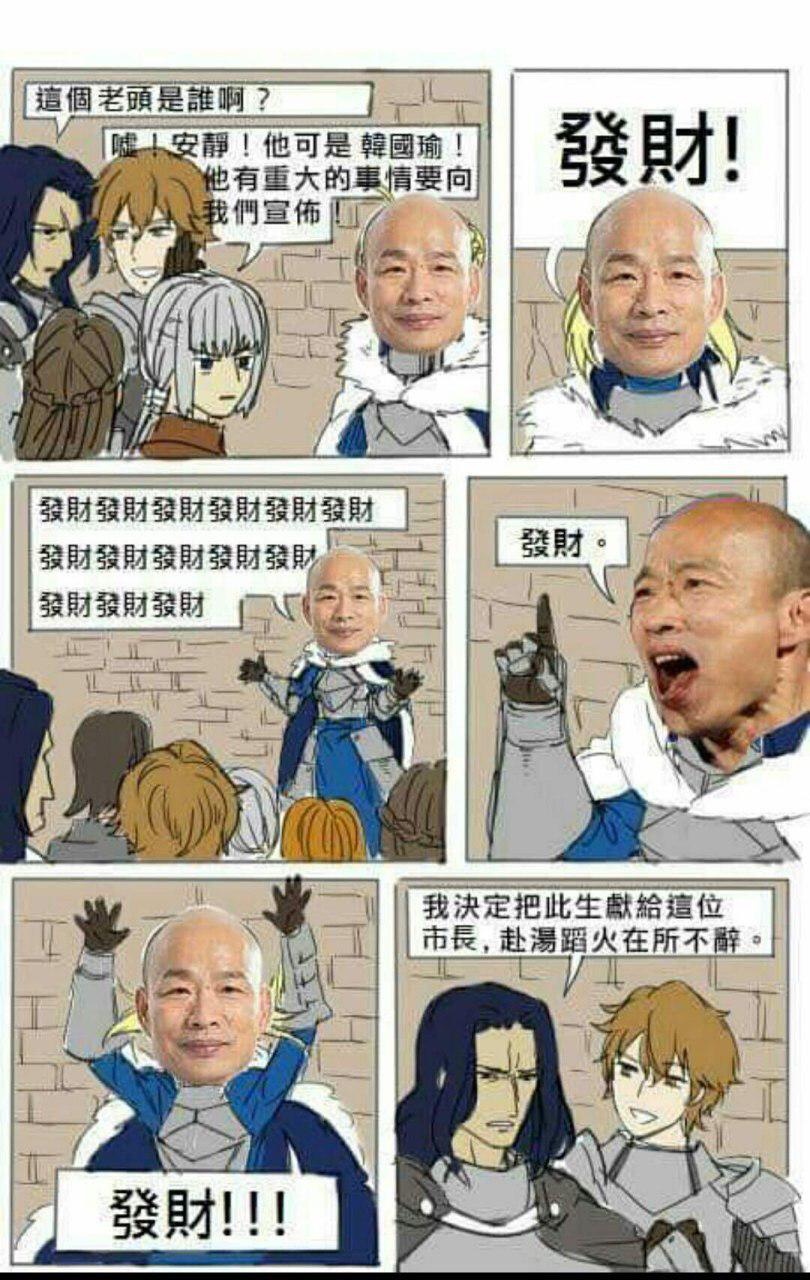 這個老頭是誰啊？
噓！安靜！他可是 韓國瑜！
他有重大的事情要向
我們宣佈！
發財!
發財發財發財發財發財發財
發財發財發財發財發財
發財發財發財
發財。
發財!!!
我決定把此生獻給這位
市長,赴湯蹈火在所不辭。